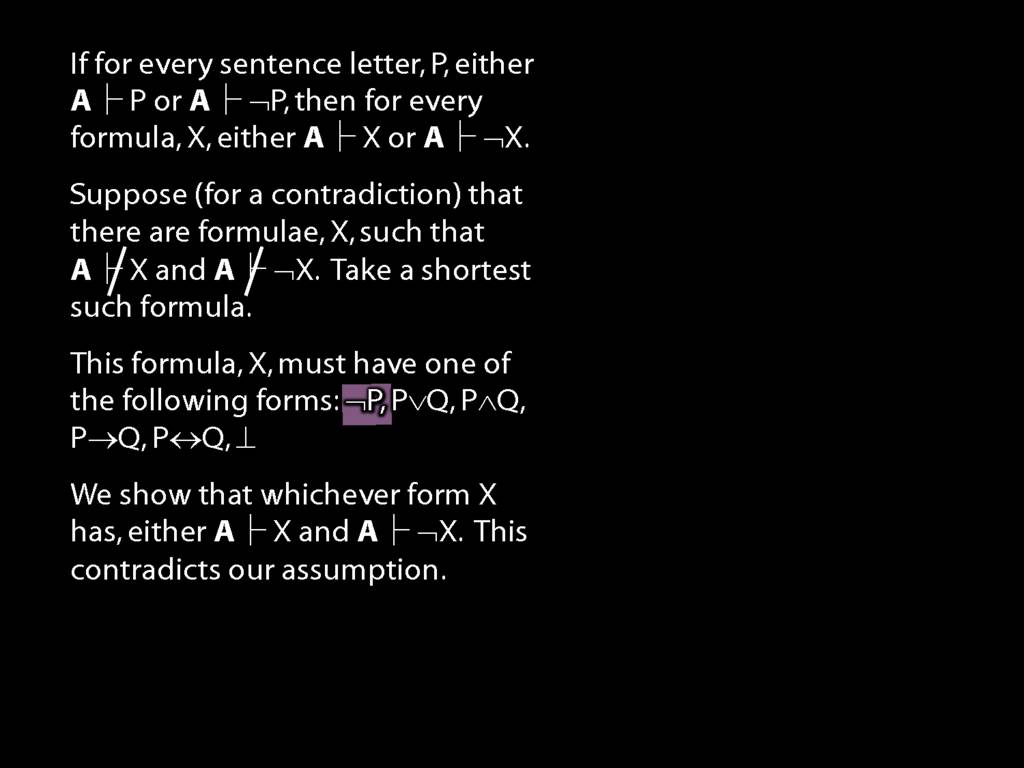 If for every sentence letter, P, either
A ⊢ P or A ⊢ ¬P, then for every
formula, X, either A ⊢ X or A ⊢ ¬X.
Suppose (for a contradiction) that
there are formulae, X, such that
A ⊬ X and A ⊬ ¬X. Take a shortest
such formula.
This formula, X, must have one of
the following forms: ¬P, P∨Q, P∧Q,
P→Q, P↔Q, ⊥
We show that whichever form X
has, either A ⊢ X and A ⊢ ¬X. This
contradicts our assumption.